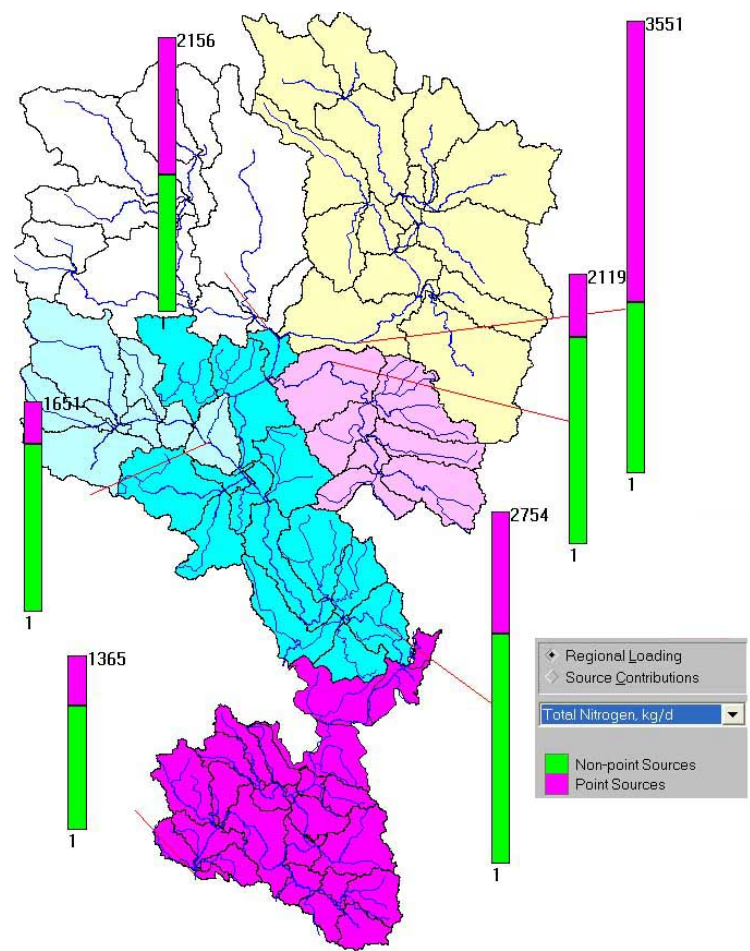 2156
1
3551
1
2119
1
1651
1
2754
1
1365
1
Regional Loading
Source Contributions
Total Nitrogen, kg/d
Non-point Sources
Point Sources